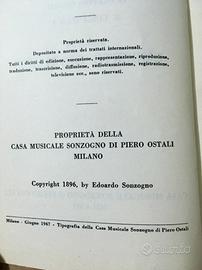 Proprietà riservata.
Depositato a norma dei trattati internazionali.
Tutti i diritti di edizione, esecuzione, rappresentazione, riproduzione,
traduzione, trascrizione, diffusione, radiotrasmissione, registrazione,
televisione ecc., sono riservati.
PROPRIETÀ DELLA
CASA MUSICALE SONZOGNO DI PIERO OSTALI
MILANO
Copyright 1896, by Edoardo Sonzogno
Milano - Giugno 1967 - Tipografia della Casa Musicale Sonzogno di Piero Ostali
subito